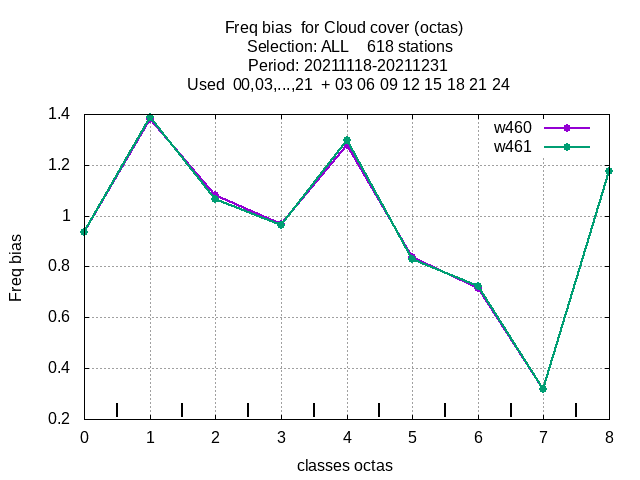 Freq bias  for Cloud cover (octas)
Selection: ALL    618 stations
Period: 20211118-20211231
Used  00,03,...,21  + 03 06 09 12 15 18 21 24
1.4
1.2
1
0.8
0.6
0.4
0.2
Freq bias
w460
w461
0 1 2 3 4 5 6 7 8
classes octas